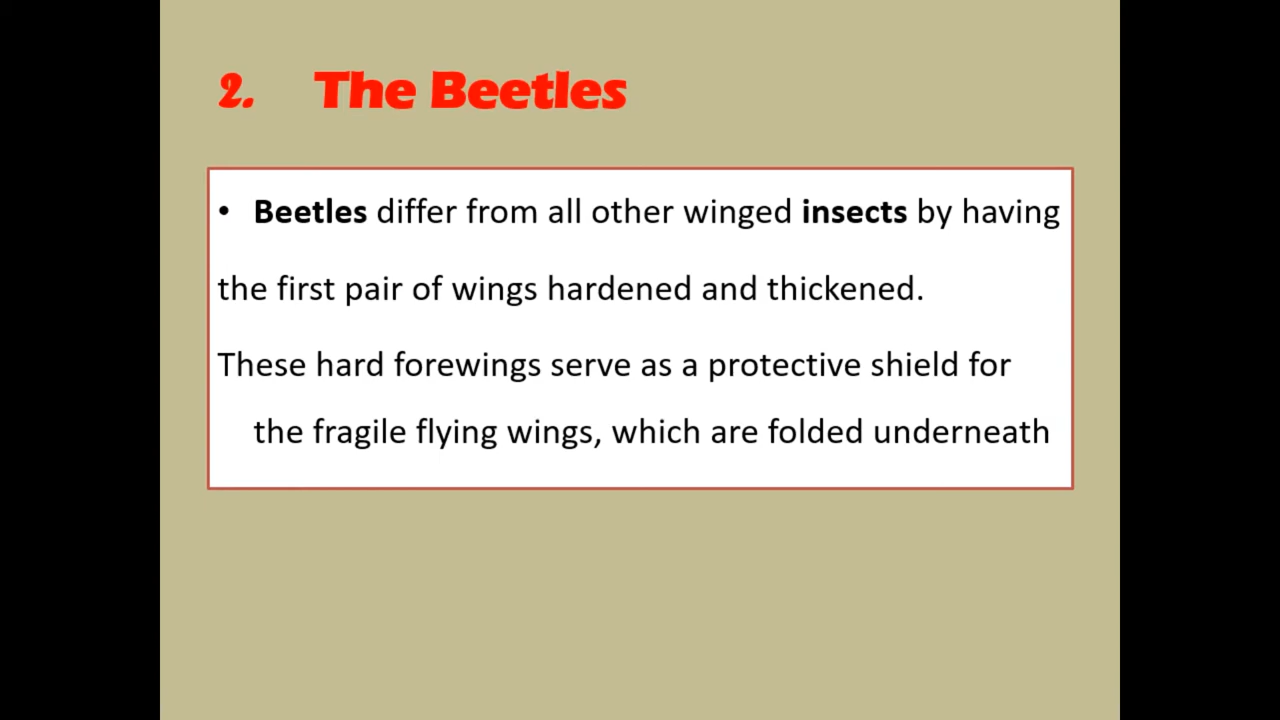 2. The Beetles
• Beetles differ from all other winged insects by having
the first pair of wings hardened and thickened.
These hard forewings serve as a protective shield for
the fragile flying wings, which are folded underneath